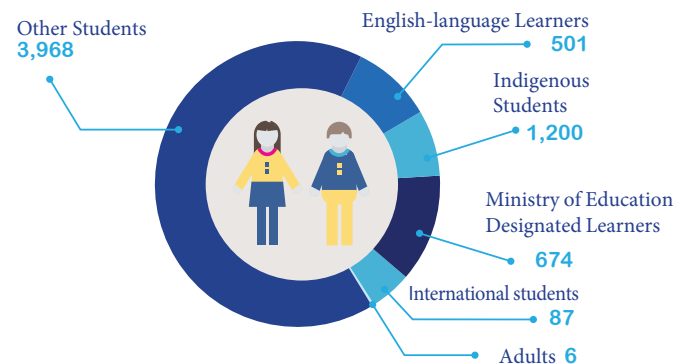 Other Students
3,968
English-language Learners
501
Indigenous
Students
1,200
Ministry of Education
Designated Learners
674
International students
87
Adults 6